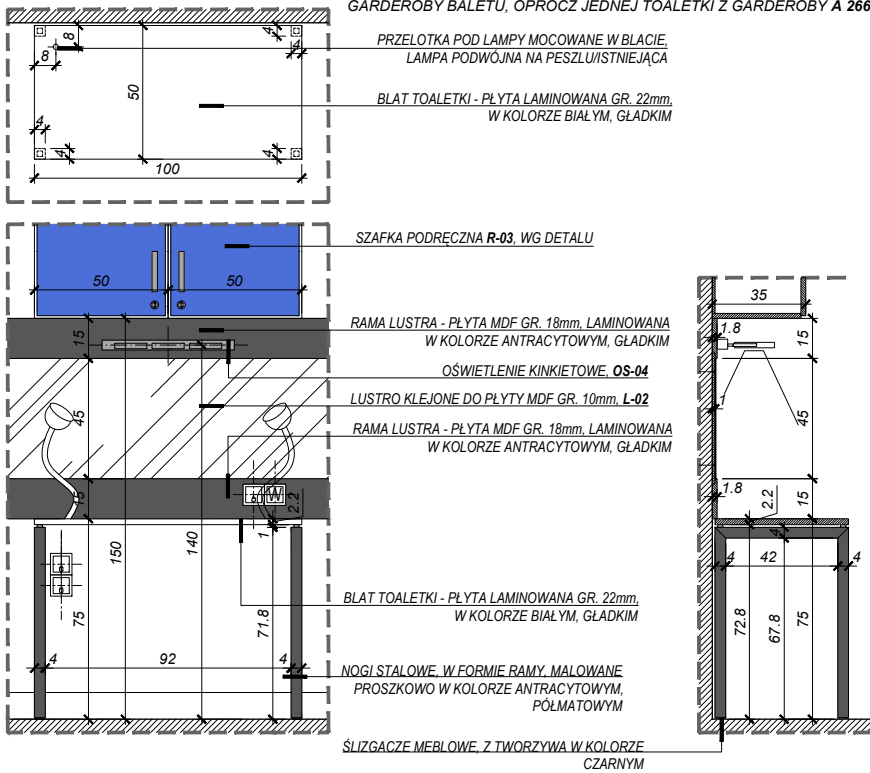 GARDEROBY BALETU, OPRÓCZ JEDNEJ TOALETKI Z GARDEROBY A 266
PRZELOTKA POD LAMPY MOCOWANE W BLACIE,
LAMPA PODWÓJNA NA PESZLU/ISTNIEJĄCA
BLAT TOALETKI - PŁYTA LAMINOWANA GR. 22mm,
W KOLORZE BIAŁYM, GŁADKIM
8
8
4
4
50
4
4
4
100
SZAFKA PODRĘCZNA R-03, WG DETALU
50
50
RAMA LUSTRA - PŁYTA MDF GR. 18mm, LAMINOWANA
W KOLORZE ANTRACYTOWYM, GŁADKIM
OŚWIETLENIE KINKIETOWE, OS-04
LUSTRO KLEJONE DO PŁYTY MDF GR. 10mm, L-02
RAMA LUSTRA - PŁYTA MDF GR. 18mm, LAMINOWANA
W KOLORZE ANTRACYTOWYM, GŁADKIM
15
45
15
2.2
1
150
140
75
71.8
4
92
4
BLAT TOALETKI - PŁYTA LAMINOWANA GR. 22mm,
W KOLORZE BIAŁYM, GŁADKIM
NOGI STALOWE, W FORMIE RAMY, MALOWANE
PROSZKOWO W KOLORZE ANTRACYTOWYM,
PÓŁMATOWYM
ŚLIZGACZE MEBLOWE, Z TWORZYWA W KOLORZE
CZARNYM
35
1.8
15
1
45
1.8
2.2
15
4
4
42
4
72.8
67.8
75